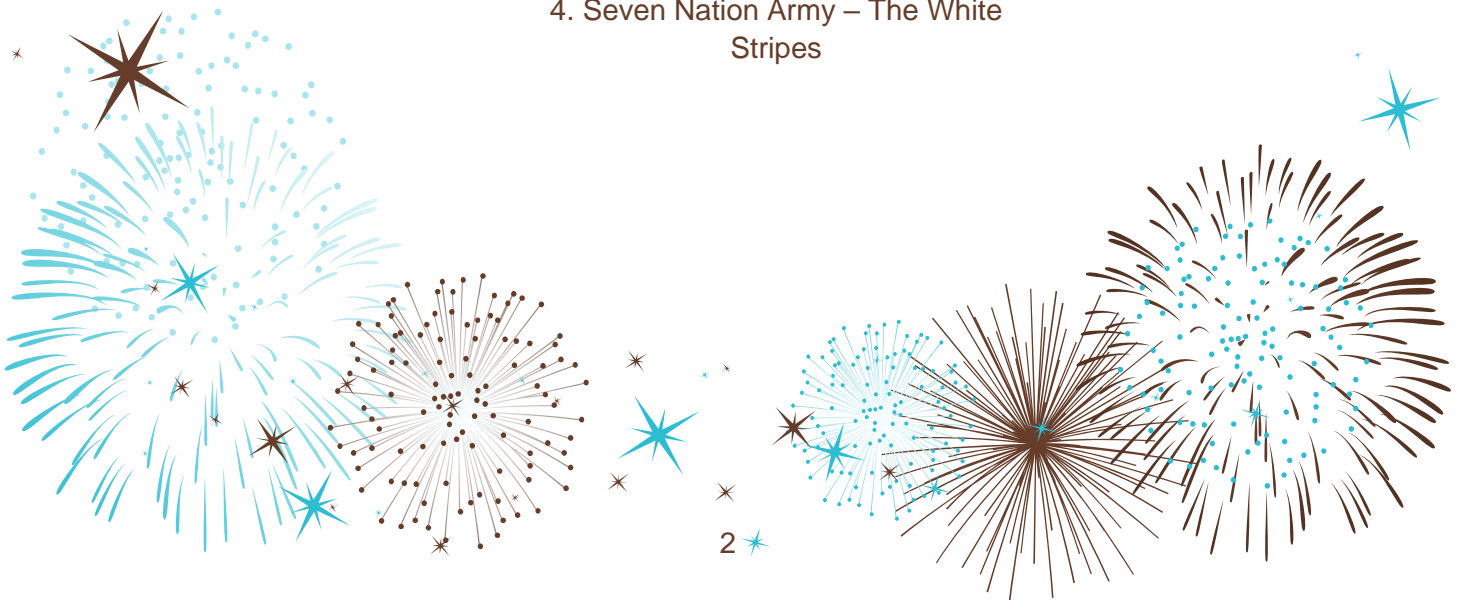 4. Seven Nation Army – The White
Stripes
2